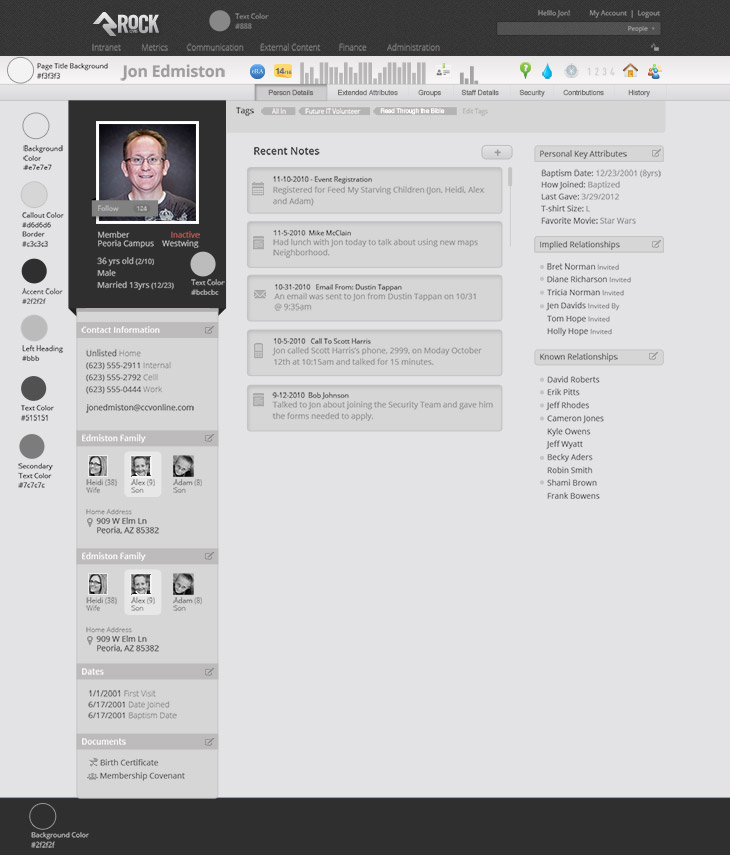 ROCK
Text Color
#888
Helllo Jon!
My Account | Logout
People
Intranet Metrics Communication External Content Finance Administration
Page Title Background
#f3f3f3
Jon Edmiston
eRA
14/16
1 2 3 4
Person Details Extended Attributes Groups Staff Details Security Contributions History
Tags All In Future IT Volunteer Read Through the Bible Edit Tags
Background
Color
#e7e7e7
Callout Color
#d6d6d6
Border
#c3c3c3
Accent Color
#2f2f2f
Left Heading
#bbb
Text Color
#515151
Secondary
Text Color
#7c7c7c
Follow 124
Member Inactive
Peoria Campus Westwing
36 yrs old (2/10)
Male
Married 13yrs (12/23)
Text Color
#bcbcbc
Contact Information
Unlisted Home
(623) 555-2911 Internal
(623) 555-2792 Celll
(623) 555-0444 Work
jonedmiston@ccvonline.com
Edmiston Family
Heidi (38) Alex (9) Adam (8)
Wife Son Son
Home Address
909 W Elm Ln
Peoria, AZ 85382
Edmiston Family
Heidi (38) Alex (9) Adam (8)
Wife Son Son
Home Address
909 W Elm Ln
Peoria, AZ 85382
Dates
1/1/2001 First Visit
6/17/2001 Date Joined
6/17/2001 Baptism Date
Documents
Birth Certificate
Membership Covenant
Recent Notes
+
11-10-2010 - Event Registration
Registered for Feed My Starving Children (Jon, Heidi, Alex
and Adam)
11-5-2010 Mike McClain
Had lunch with Jon today to talk about using new maps
Neighborhood.
10-31-2010 Email From: Dustin Tappan
An email was sent to Jon from Dustin Tappan on 10/31
@ 9:35am
10-5-2010 Call To Scott Harris
Jon called Scott Harris's phone, 2999, on Moday October
12th at 10:15am and talked for 15 minutes.
9-12-2010 Bob Johnson
Talked to Jon about joining the Security Team and gave him
the forms needed to apply.
Personal Key Attributes
Baptism Date: 12/23/2001 (8yrs)
How Joined: Baptized
Last Gave: 3/29/2012
T-shirt Size: L
Favorite Movie: Star Wars
Implied Relationships
Bret Norman Invited
Diane Richarson Invited
Tricia Norman Invited
Jen Davids Invited By
Tom Hope Invited
Holly Hope Invited
Known Relationships
David Roberts
Erik Pitts
Jeff Rhodes
Cameron Jones
Kyle Owens
Jeff Wyatt
Becky Aders
Robin Smith
Shami Brown
Frank Bowens
Background Color
#2f2f2f